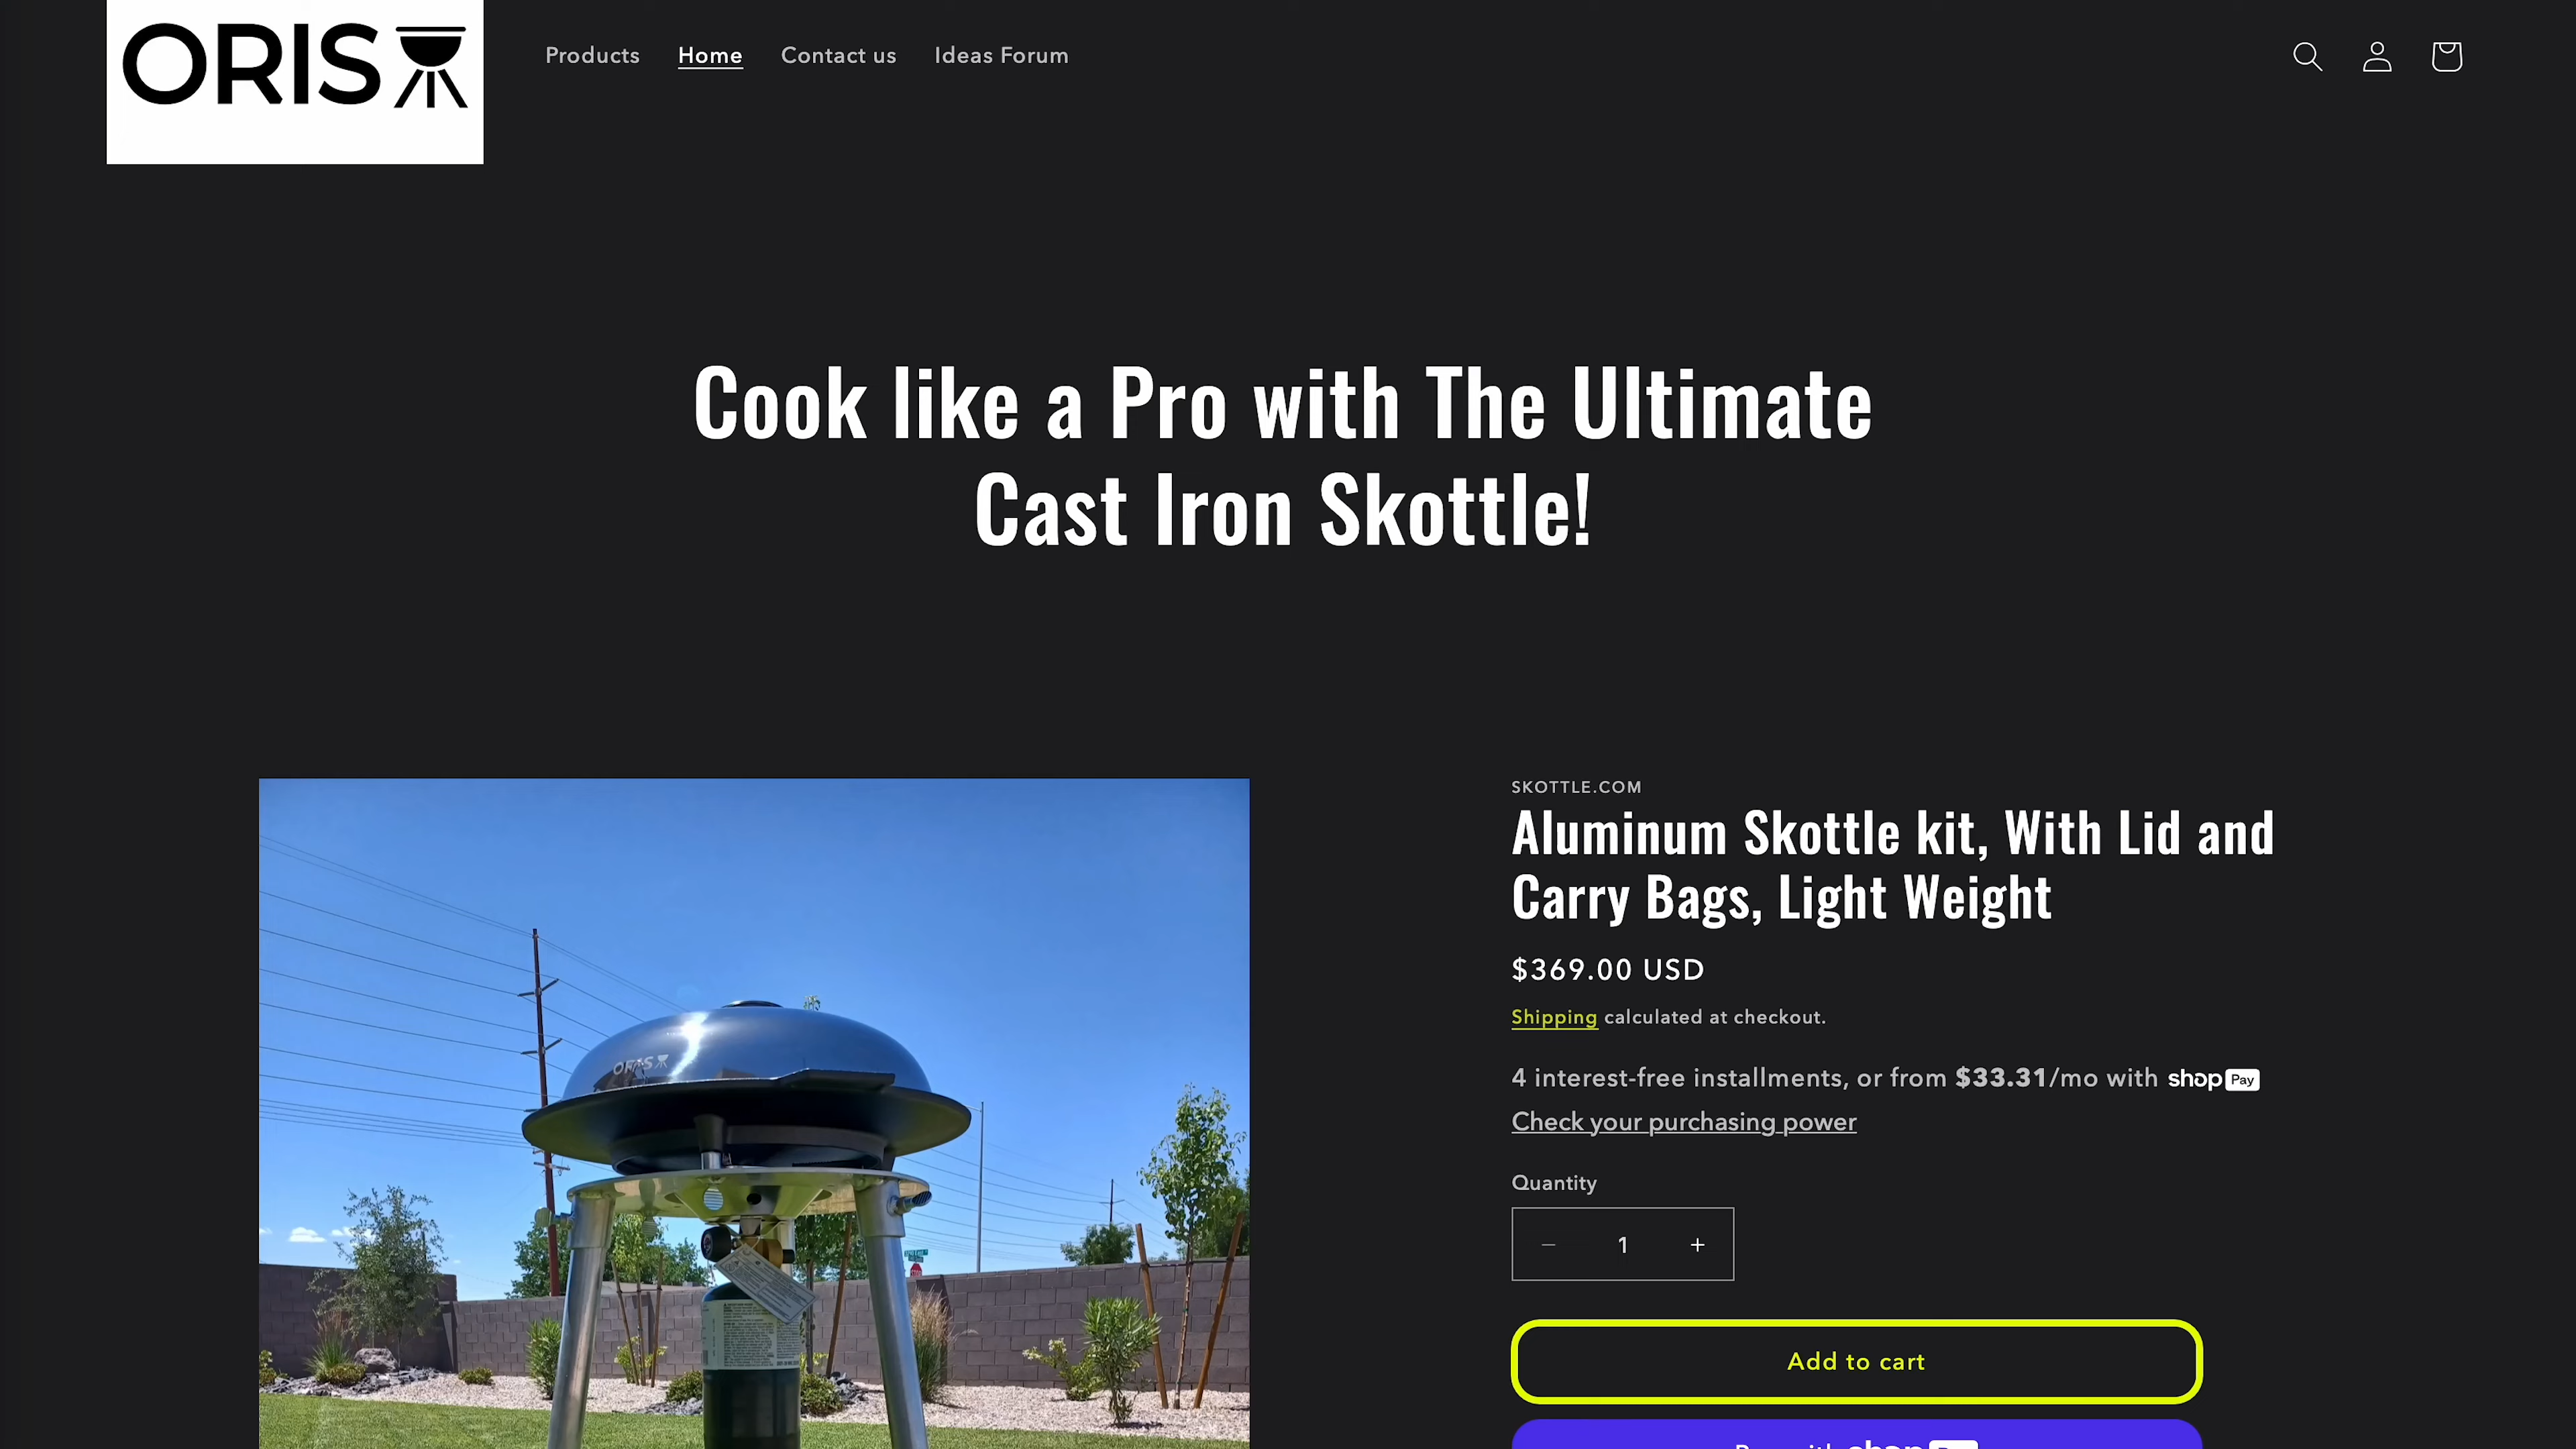 ORIS
Products
Home
Contact us
Ideas Forum
Cook like a Pro with The Ultimate
Cast Iron Skottle!
SKOTTLE.COM
Aluminum Skottle kit, With Lid and
Carry Bags, Light Weight
$369.00 USD
Shipping calculated at checkout.
4 interest-free installments, or from $33.31/mo with shop Pay
Check your purchasing power
Quantity
1
Add to cart
ORIS